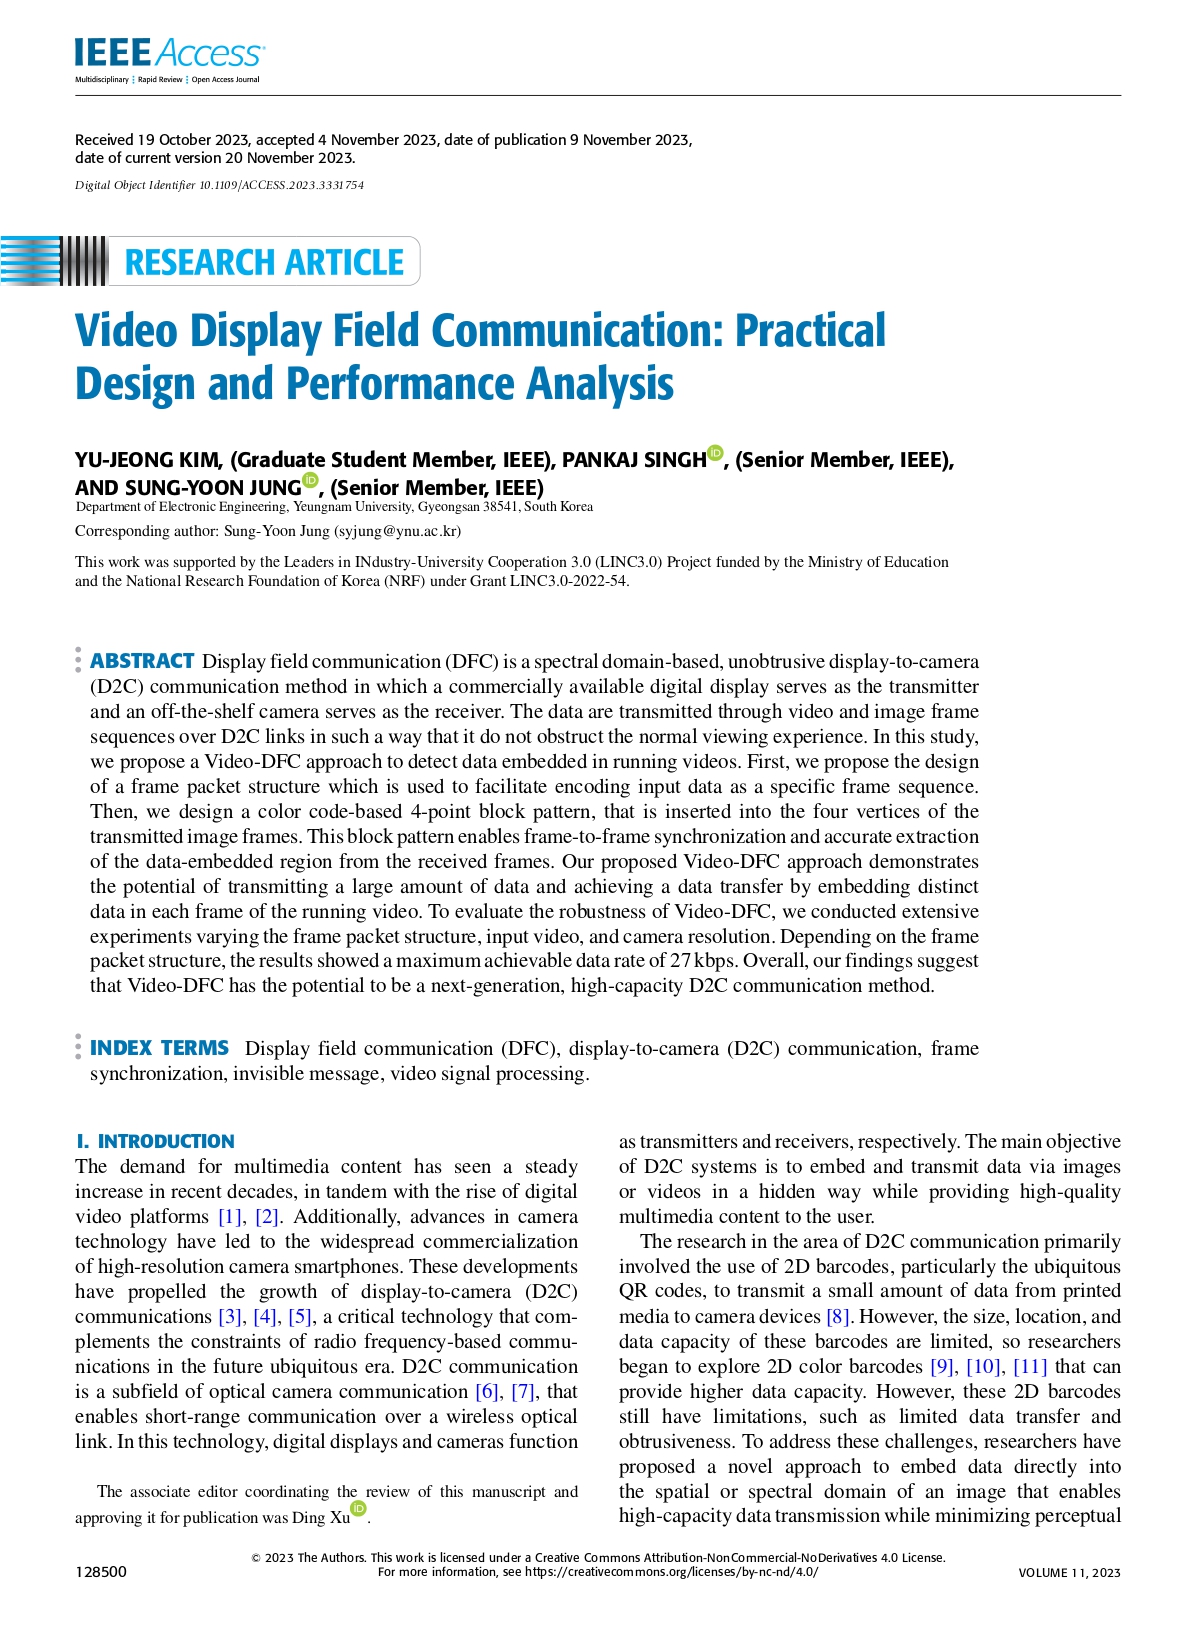 IEEE Access
Multidisciplinary Rapid Review Open Access Journal
Received 19 October 2023, accepted 4 November 2023, date of publication 9 November 2023,
date of current version 20 November 2023.
Digital Object Identifier 10.1109/ACCESS.2023.3331754
RESEARCH ARTICLE
Video Display Field Communication: Practical
Design and Performance Analysis
YU-JEONG KIM, (Graduate Student Member, IEEE), PANKAJ SINGH, (Senior Member, IEEE),
AND SUNG-YOON JUNG, (Senior Member, IEEE)
Department of Electronic Engineering, Yeungnam University, Gyeongsan 38541, South Korea
Corresponding author: Sung-Yoon Jung (syjung@ynu.ac.kr)
This work was supported by the Leaders in INdustry-University Cooperation 3.0 (LINC3.0) Project funded by the Ministry of Education
and the National Research Foundation of Korea (NRF) under Grant LINC3.0-2022-54.
ABSTRACT Display field communication (DFC) is a spectral domain-based, unobtrusive display-to-camera
(D2C) communication method in which a commercially available digital display serves as the transmitter
and an off-the-shelf camera serves as the receiver. The data are transmitted through video and image frame
sequences over D2C links in such a way that it do not obstruct the normal viewing experience. In this study,
we propose a Video-DFC approach to detect data embedded in running videos. First, we propose the design
of a frame packet structure which is used to facilitate encoding input data as a specific frame sequence.
Then, we design a color code-based 4-point block pattern, that is inserted into the four vertices of the
transmitted image frames. This block pattern enables frame-to-frame synchronization and accurate extraction
of the data-embedded region from the received frames. Our proposed Video-DFC approach demonstrates
the potential of transmitting a large amount of data and achieving a data transfer by embedding distinct
data in each frame of the running video. To evaluate the robustness of Video-DFC, we conducted extensive
experiments varying the frame packet structure, input video, and camera resolution. Depending on the frame
packet structure, the results showed a maximum achievable data rate of 27 kbps. Overall, our findings suggest
that Video-DFC has the potential to be a next-generation, high-capacity D2C communication method.
INDEX TERMS Display field communication (DFC), display-to-camera (D2C) communication, frame
synchronization, invisible message, video signal processing.
I. INTRODUCTION
The demand for multimedia content has seen a steady
increase in recent decades, in tandem with the rise of digital
video platforms [1], [2]. Additionally, advances in camera
technology have led to the widespread commercialization
of high-resolution camera smartphones. These developments
have propelled the growth of display-to-camera (D2C)
communications [3], [4], [5], a critical technology that com-
plements the constraints of radio frequency-based commu-
nications in the future ubiquitous era. D2C communication
is a subfield of optical camera communication [6], [7], that
enables short-range communication over a wireless optical
link. In this technology, digital displays and cameras function
The associate editor coordinating the review of this manuscript and
approving it for publication was Ding Xu.
as transmitters and receivers, respectively. The main objective
of D2C systems is to embed and transmit data via images
or videos in a hidden way while providing high-quality
multimedia content to the user.
The research in the area of D2C communication primarily
involved the use of 2D barcodes, particularly the ubiquitous
QR codes, to transmit a small amount of data from printed
media to camera devices [8]. However, the size, location, and
data capacity of these barcodes are limited, so researchers
began to explore 2D color barcodes [9], [10], [11] that can
provide higher data capacity. However, these 2D barcodes
still have limitations, such as limited data transfer and
obtrusiveness. To address these challenges, researchers have
proposed a novel approach to embed data directly into
the spatial or spectral domain of an image that enables
high-capacity data transmission while minimizing perceptual
© 2023 The Authors. This work is licensed under a Creative Commons Attribution-NonCommercial-NoDerivatives 4.0 License.
For more information, see https://creativecommons.org/licenses/by-nc-nd/4.0/
128500
VOLUME 11, 2023